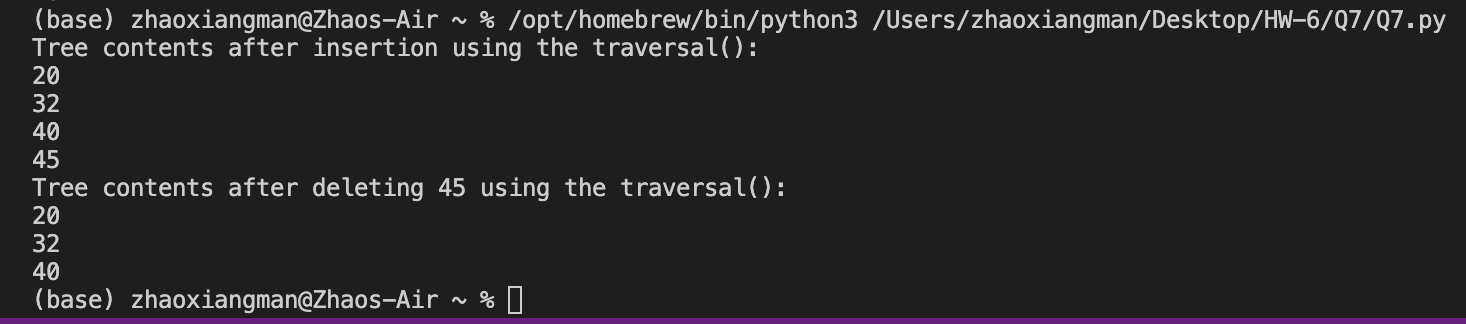 (base) zhaoxiangman@Zhaos-Air ~ % /opt/homebrew/bin/python3 /Users/zhaoxiangman/Desktop/HW-6/Q7/Q7.py
Tree contents after insertion using the traversal():
20
32
40
45
Tree contents after deleting 45 using the traversal():
20
32
40
(base) zhaoxiangman@Zhaos-Air ~ %